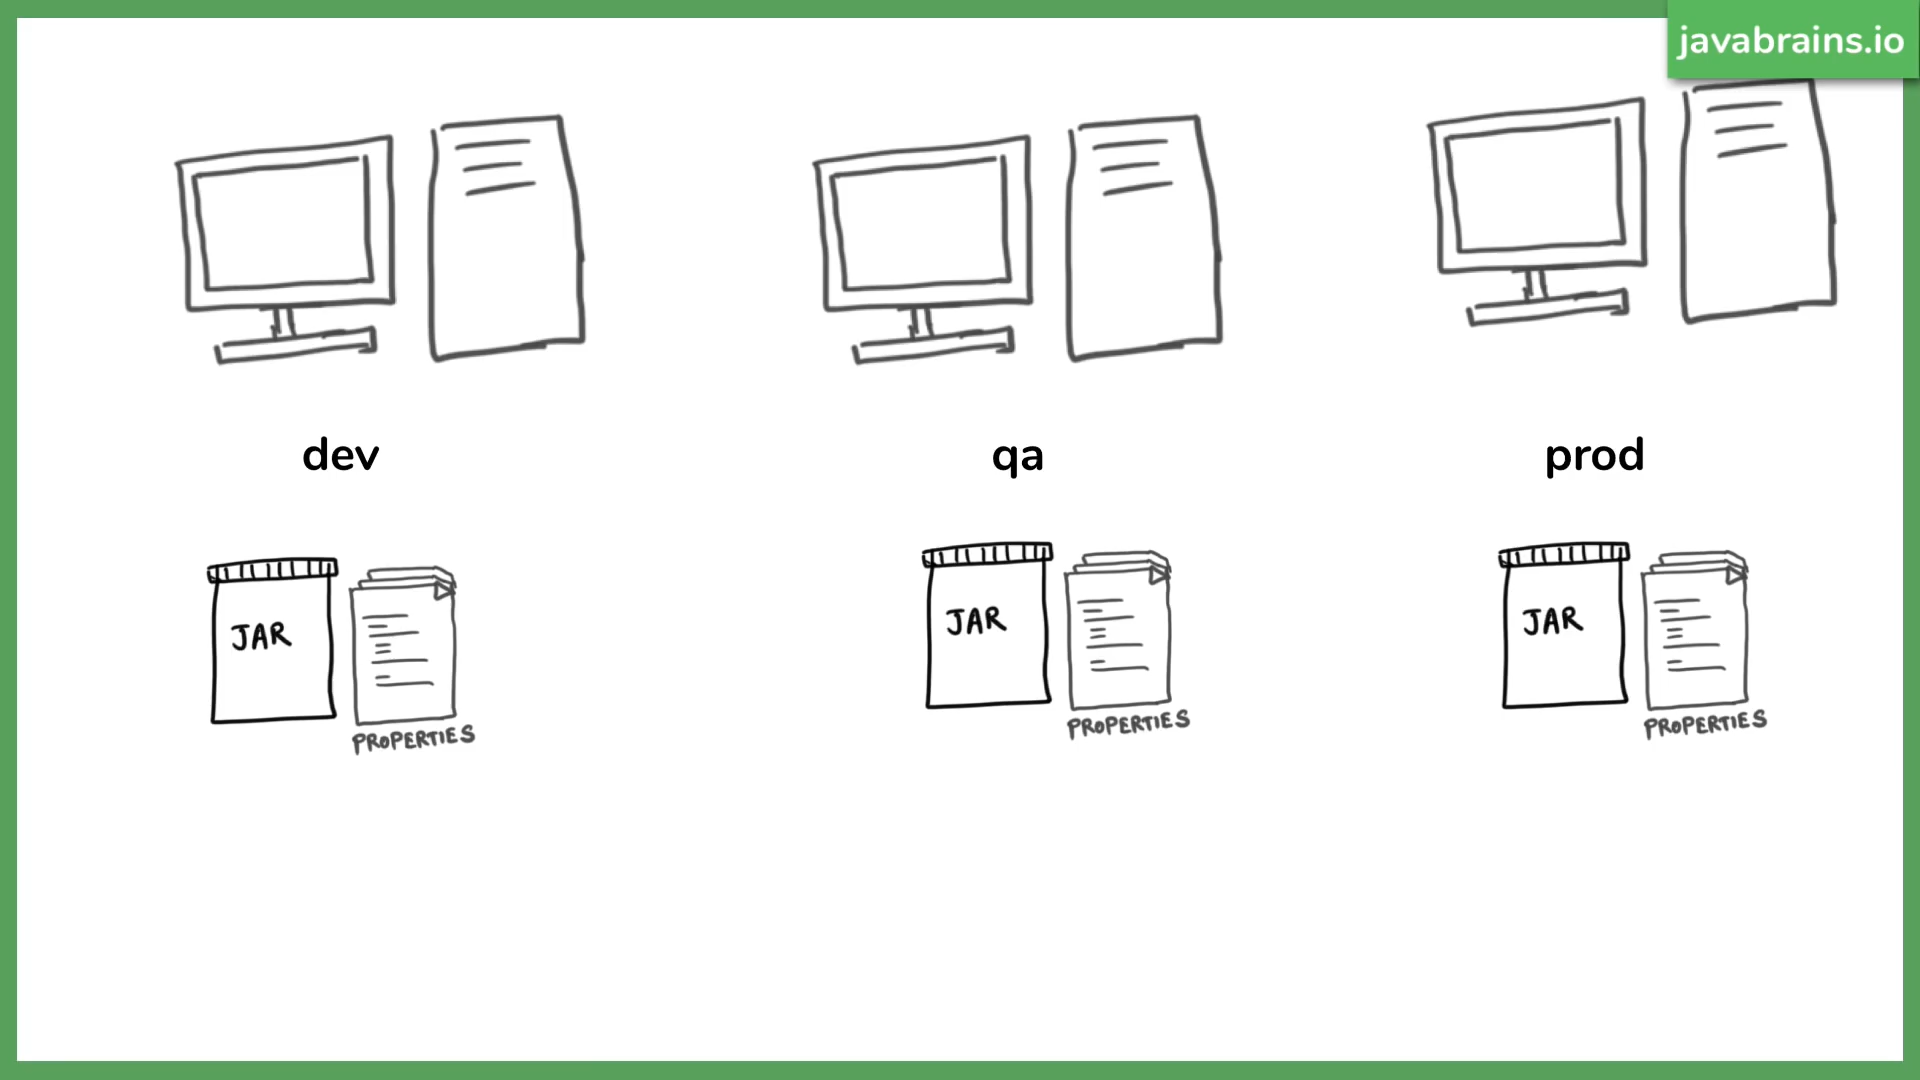 javabrains.io
dev
qa
prod
JAR
PROPERTIES
JAR
PROPERTIES
JAR
PROPERTIES